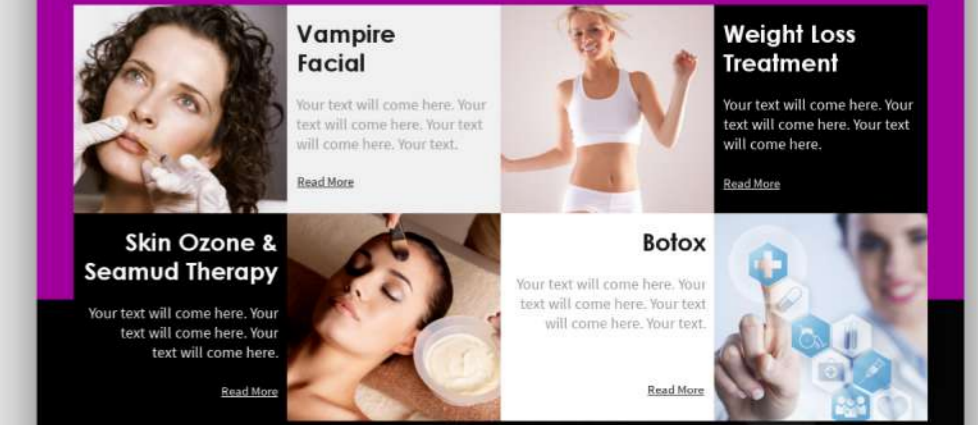 Vampire
Facial
Your text will come here. Your
text will come here. Your text
will come here. Your text.
Read More
Weight Loss
Treatment
Your text will come here. Your
text will come here. Your text
will come here.
Read More
Skin Ozone &
Seamud Therapy
Your text will come here. Your
text will come here. Your
text will come here.
Read More
Botox
Your text will come here. Your
text will come here. Your text
will come here. Your text.
Read More